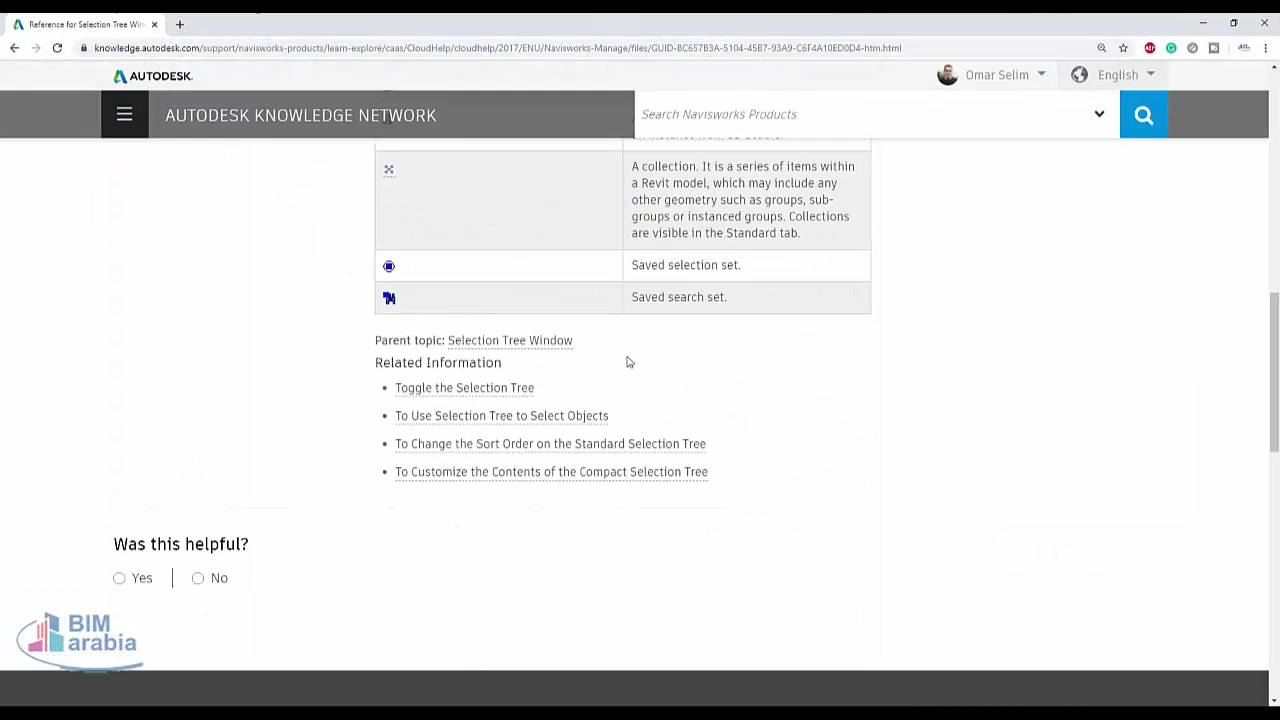 Reference for Selection Tree Win
knowledge.autodesk.com/support/navisworks-products/learn-explore/caas/CloudHelp/cloudhelp/2017/ENU/Navisworks-Manage/files/GUID-BC657B3A-5104-45B7-93A9-C6F4A10ED0D4-htm.html
AUTODESK.
Omar Selim
English
AUTODESK KNOWLEDGE NETWORK
Search Navisworks Products
A collection. It is a series of items within
a Revit model, which may include any
other geometry such as groups, sub-
groups or instanced groups. Collections
are visible in the Standard tab.
Saved selection set.
Saved search set.
Parent topic: Selection Tree Window
Related Information
• Toggle the Selection Tree
• To Use Selection Tree to Select Objects
• To Change the Sort Order on the Standard Selection Tree
• To Customize the Contents of the Compact Selection Tree
Was this helpful?
Yes
No
BIM
arabia